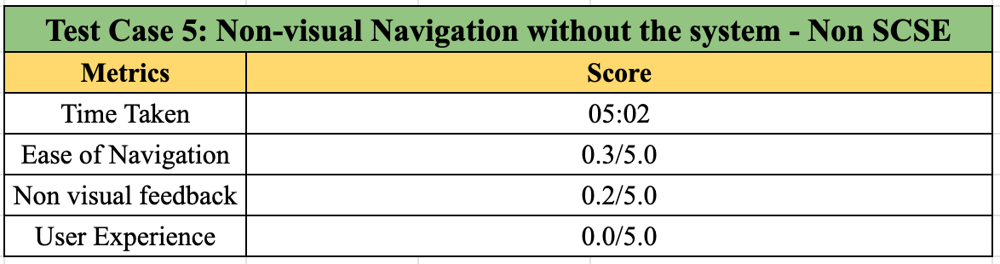 Test Case 5: Non-visual Navigation without the system - Non SCSE
Metrics Score
Time Taken 05:02
Ease of Navigation 0.3/5.0
Non visual feedback 0.2/5.0
User Experience 0.0/5.0